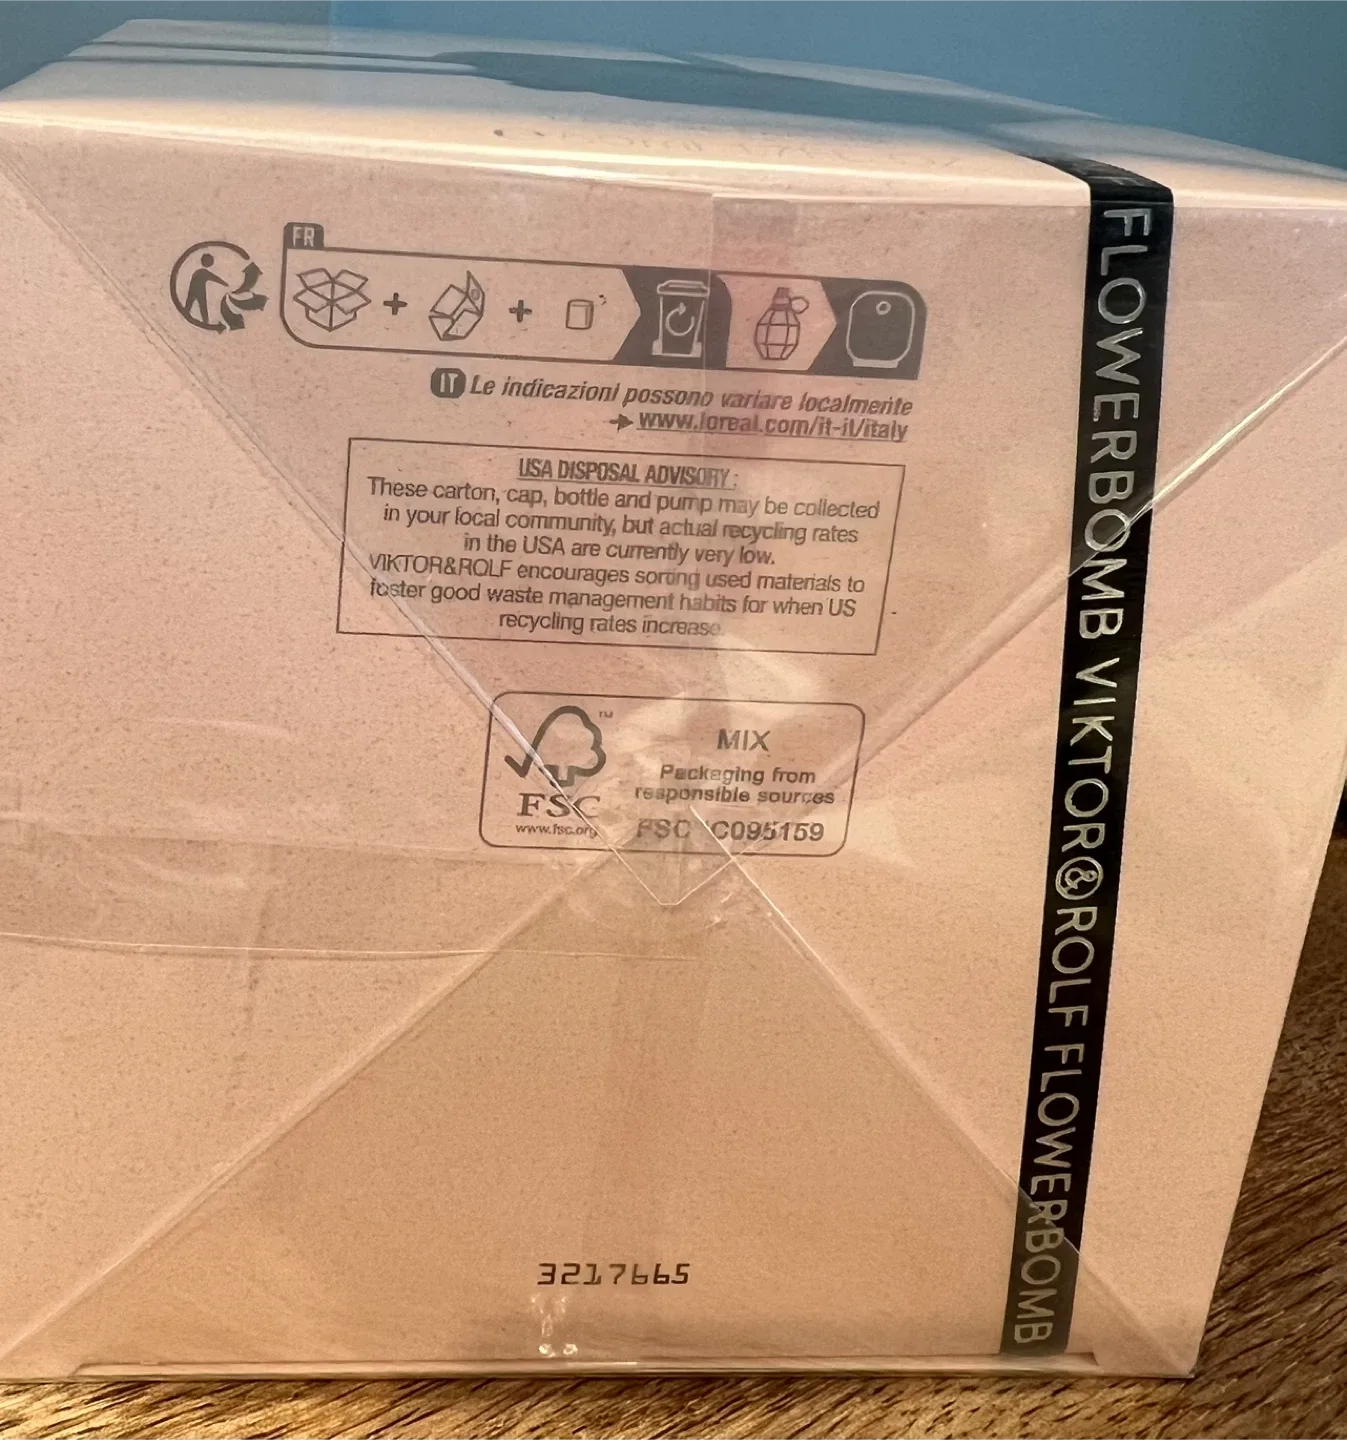 FR
IT Le indicazioni possono variare localmente
www.loreal.com/it-it/italy
USA DISPOSAL ADVISORY :
These carton, cap, bottle and pump may be collected
in your local community, but actual recycling rates
in the USA are currently very low.
VIKTOR&ROLF encourages sorting used materials to
foster good waste management habits for when US
recycling rates increase.
FSC
TM
www.fsc.org
MIX
Packaging from
responsible sources
FSC C095159
3217665
FLOWERBOMB VIKTOR&ROLF FLOWERBOMB